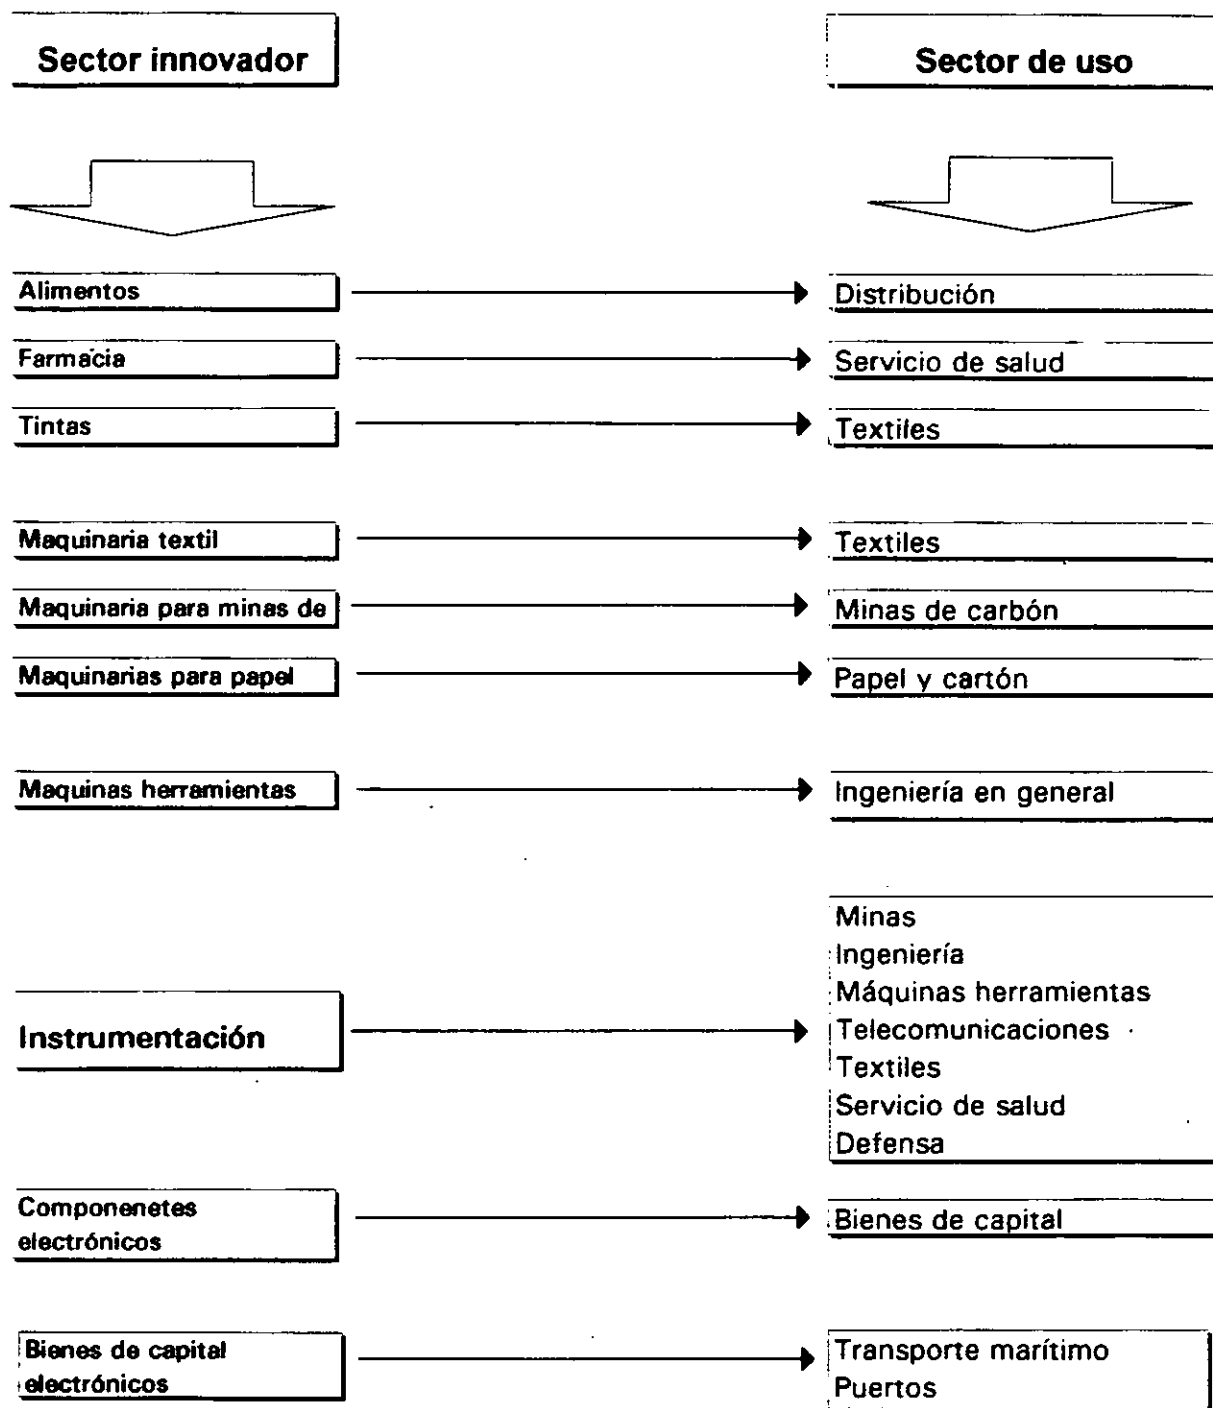 Sector innovador
Sector de uso
Alimentos
Distribución
Farmacia
Servicio de salud
Tintas
Textiles
Maquinaria textil
Textiles
Maquinaria para minas de
Minas de carbón
Maquinarias para papel
Papel y cartón
Maquinas herramientas
Ingeniería en general
Instrumentación
Minas
Ingeniería
Máquinas herramientas
Telecomunicaciones
Textiles
Servicio de salud
Defensa
Componenetes
electrónicos
Bienes de capital
Bienes de capital
electrónicos
Transporte marítimo
Puertos